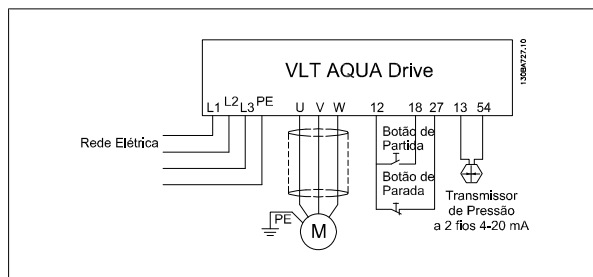 VLT AQUA Drive
130BA727.10
L1 L2 L3 PE U V W 12 18 27 13 54
Rede Elétrica
Botão de
Partida
Botão de
Parada
PE
M
Transmissor
de Pressão
a 2 fios 4-20 mA